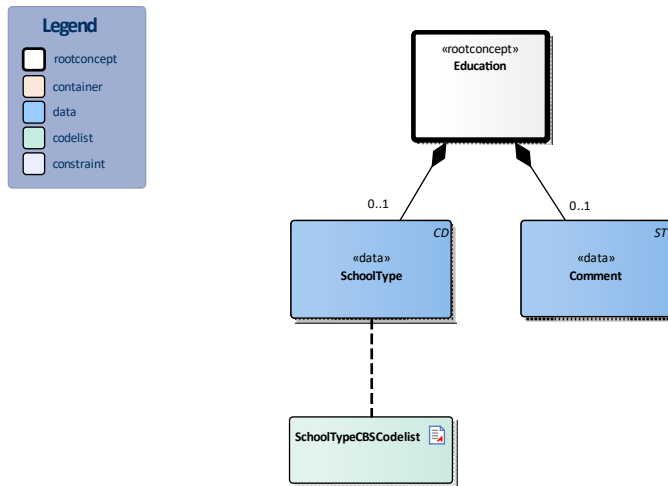 Legend
rootconcept
container
data
codelist
constraint
«rootconcept»
Education
0..1
0..1
CD
«data»
SchoolType
ST
«data»
Comment
SchoolTypeCBSCodelist